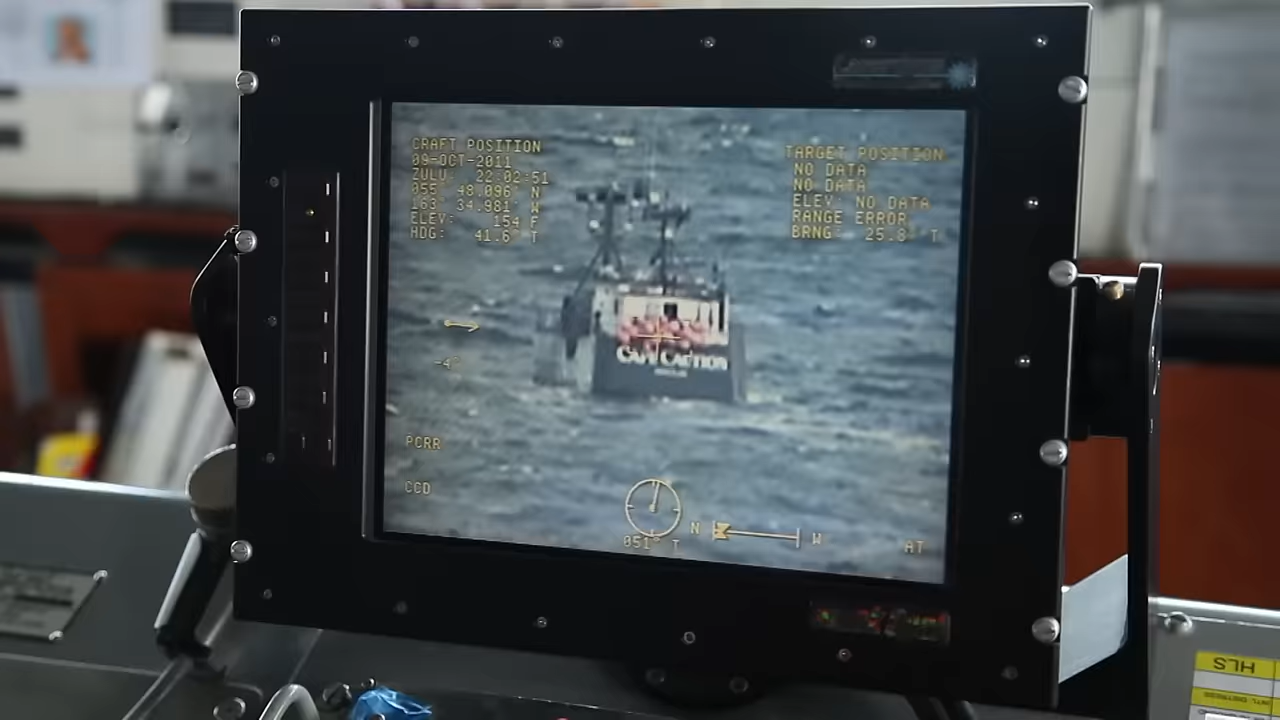 CRAFT POSITION
09-OCT-2011
ZULU: 22:02:51
055° 48.096' N
163° 34.981' W
ELEV: 154 F
HDG: 41.6° T
TARGET POSITION
NO DATA
NO DATA
ELEV: NO DATA
RANGE ERROR
BRNG: 25.8° T
-4°
PCRR
CCD
051° T
N
W
AT
HLS